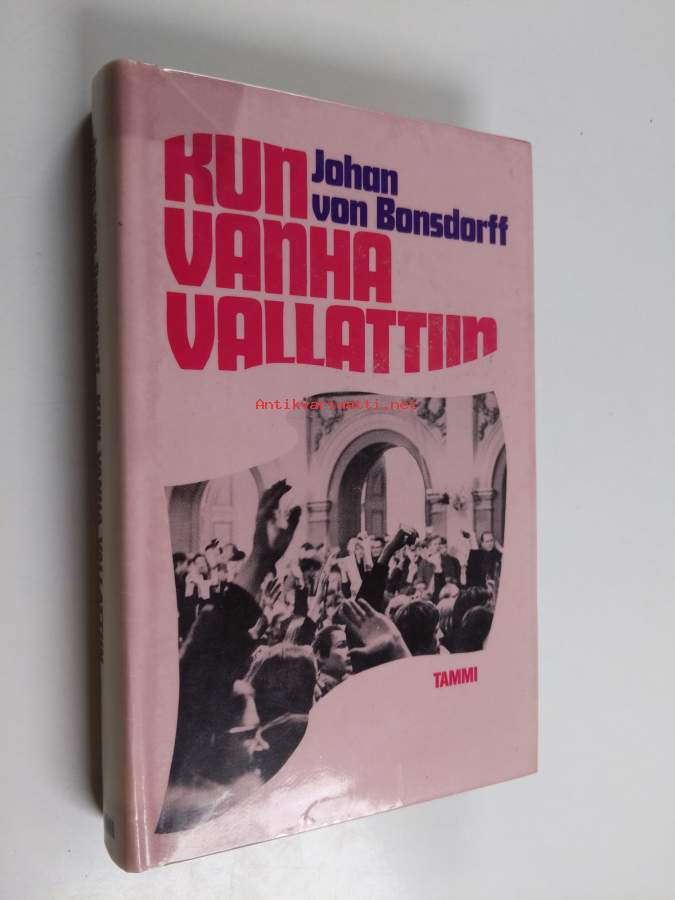 KUN
VANHA
VALLATTIIN
Johan
von Bonsdorff
Antikvariaatti.net
TAMMI